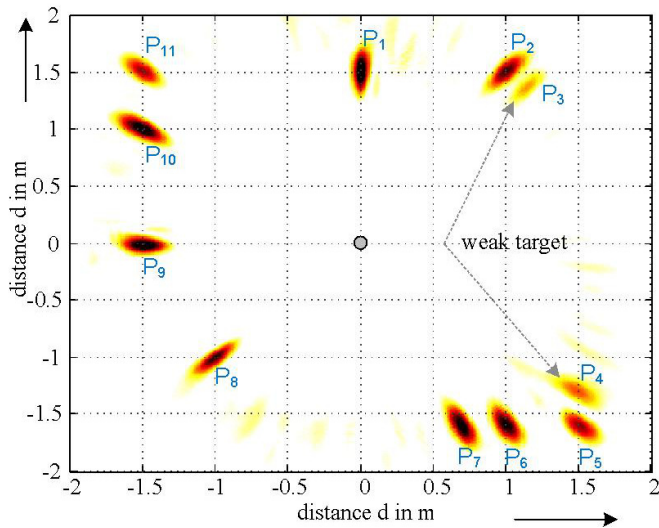 2
P11
P1
P2
1.5
P3
P10
1
0.5
distance d in m
0
weak target
P9
-0.5
-1
P8
P4
-1.5
P7
P6
P5
-2
-2 -1.5 -1 -0.5 0 0.5 1 1.5 2
distance d in m